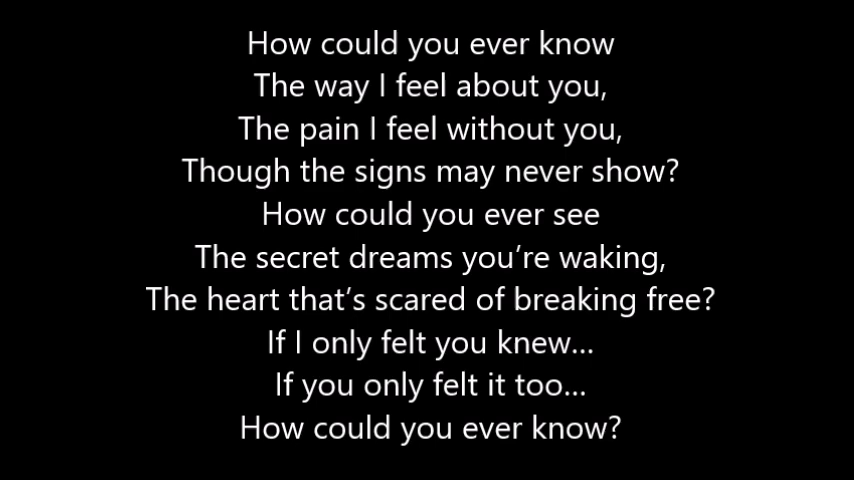 How could you ever know
The way I feel about you,
The pain I feel without you,
Though the signs may never show?
How could you ever see
The secret dreams you’re waking,
The heart that’s scared of breaking free?
If I only felt you knew...
If you only felt it too...
How could you ever know?